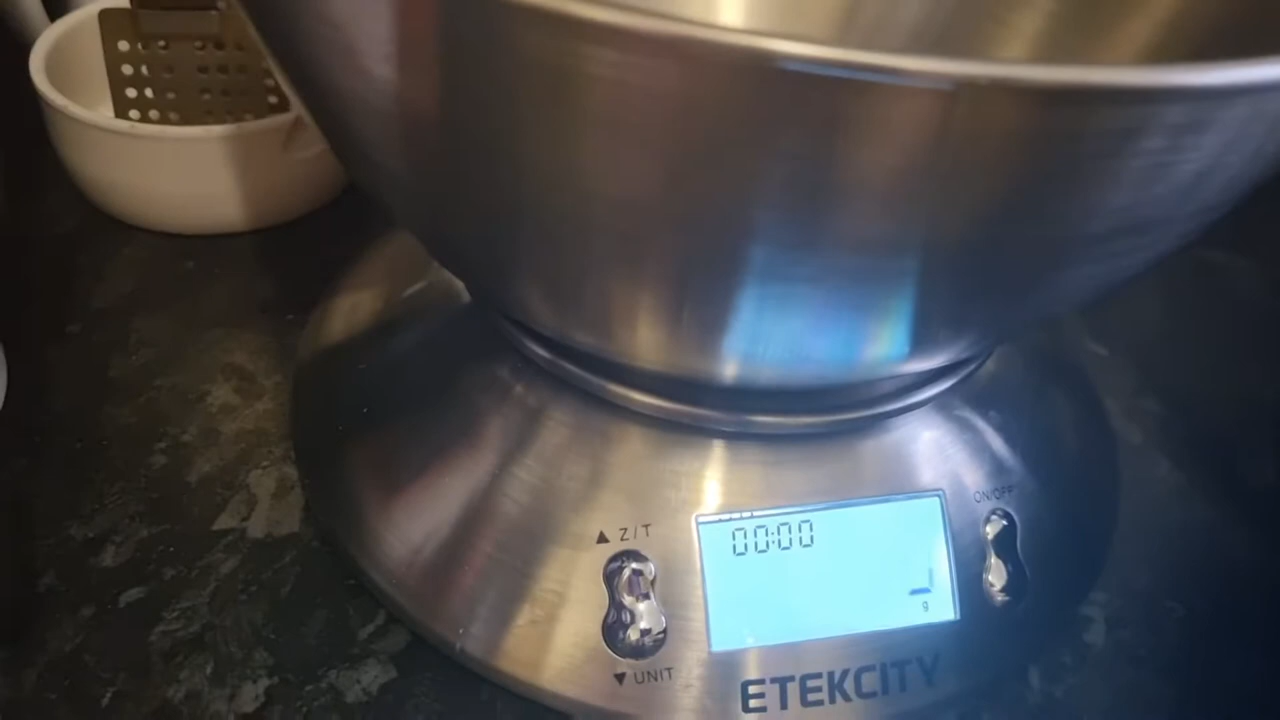 ON/OFF
▲ Z/T
00:00
g
▼ UNIT
ETEKCITY